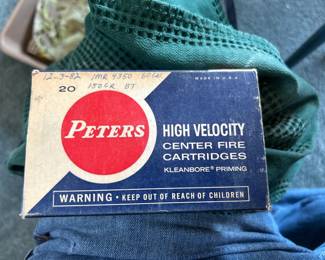 12-3-82 IMR 4350 60GR
20 150GR BT
MADE IN U.S.A.
PETERS
HIGH VELOCITY
CENTER FIRE
CARTRIDGES
KLEANBORE® PRIMING
WARNING • KEEP OUT OF REACH OF CHILDREN